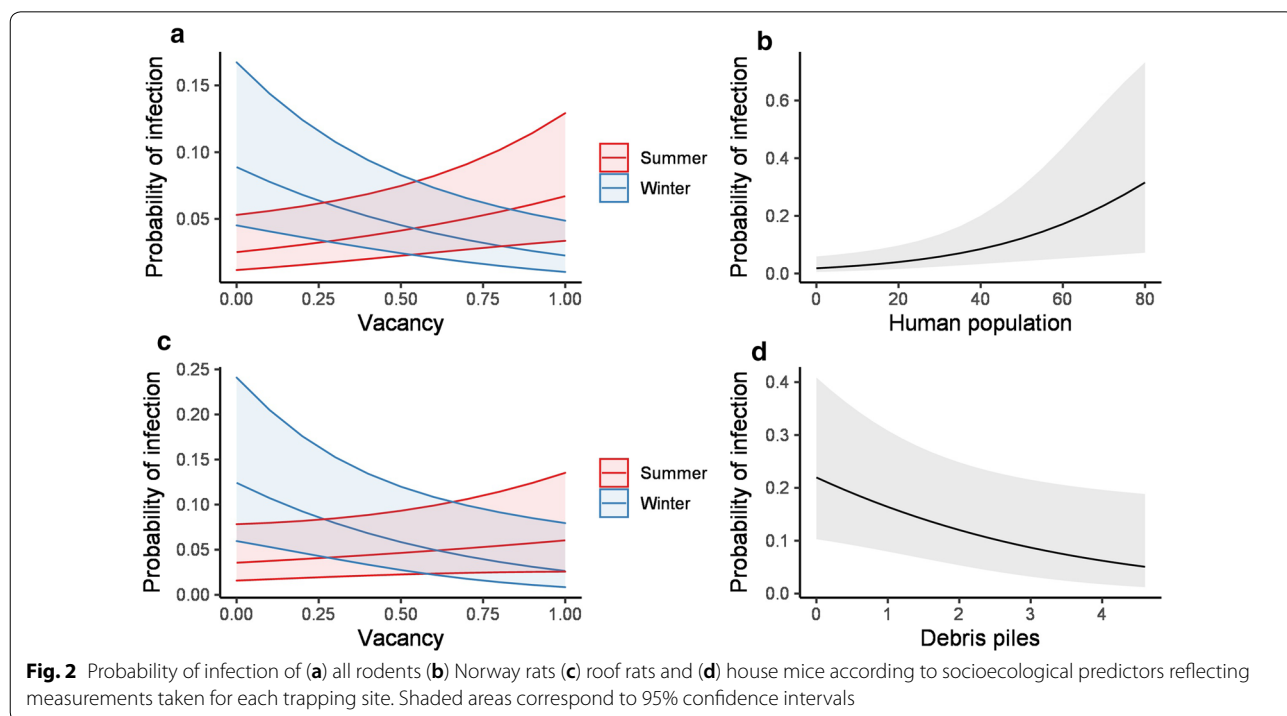 a
Probability of infection
0.15
0.10
0.05
0.00 0.25 0.50 0.75 1.00
Vacancy
Summer
Winter
b
Probability of infection
0.6
0.4
0.2
0.0
0 20 40 60 80
Human population
c
Probability of infection
0.25
0.20
0.15
0.10
0.05
0.00
0.00 0.25 0.50 0.75 1.00
Vacancy
Summer
Winter
d
Probability of infection
0.4
0.3
0.2
0.1
0.0
0 1 2 3 4
Debris piles
Fig. 2 Probability of infection of (a) all rodents (b) Norway rats (c) roof rats and (d) house mice according to socioecological predictors reflecting
measurements taken for each trapping site. Shaded areas correspond to 95% confidence intervals